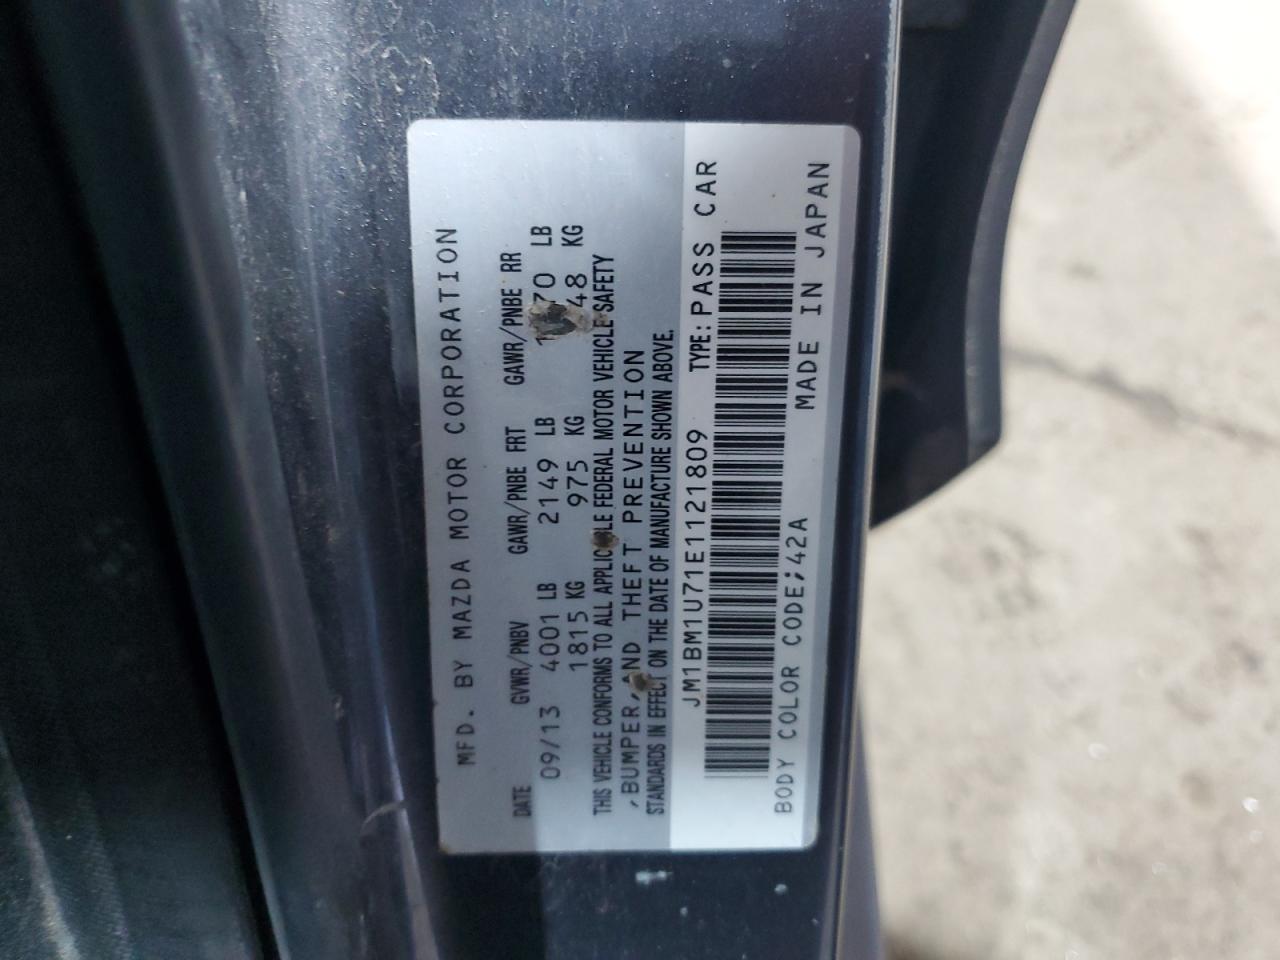 MFD. BY MAZDA MOTOR CORPORATION
DATE GVWR/PNBV GAWR/PNBE FRT GAWR/PNBE RR
09/13 4001 LB 2149 LB LB
1815 KG 975 KG KG
THIS VEHICLE CONFORMS TO ALL APPLICABLE FEDERAL MOTOR VEHICLE SAFETY
,BUMPER,AND THEFT PREVENTION
STANDARDS IN EFFECT ON THE DATE OF MANUFACTURE SHOWN ABOVE.
JM1BM1U71E1121809 TYPE:PASS CAR
BODY COLOR CODE;42A MADE IN JAPAN